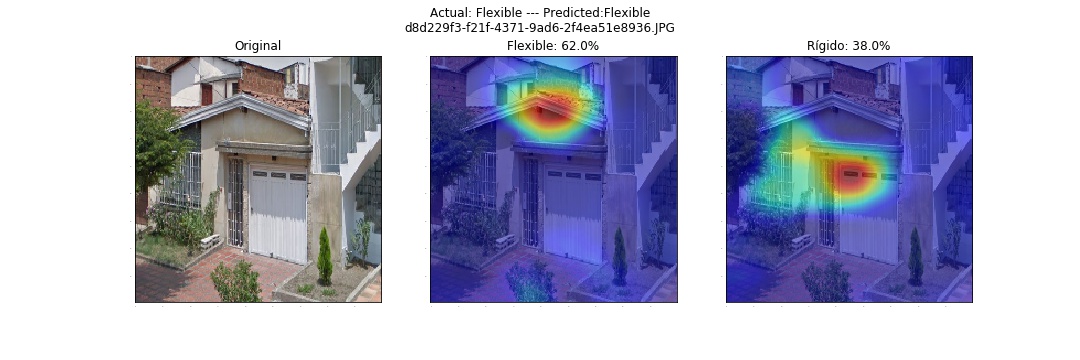 Actual: Flexible --- Predicted:Flexible
d8d229f3-f21f-4371-9ad6-2f4ea51e8936.JPG
Original
Flexible: 62.0%
Rígido: 38.0%